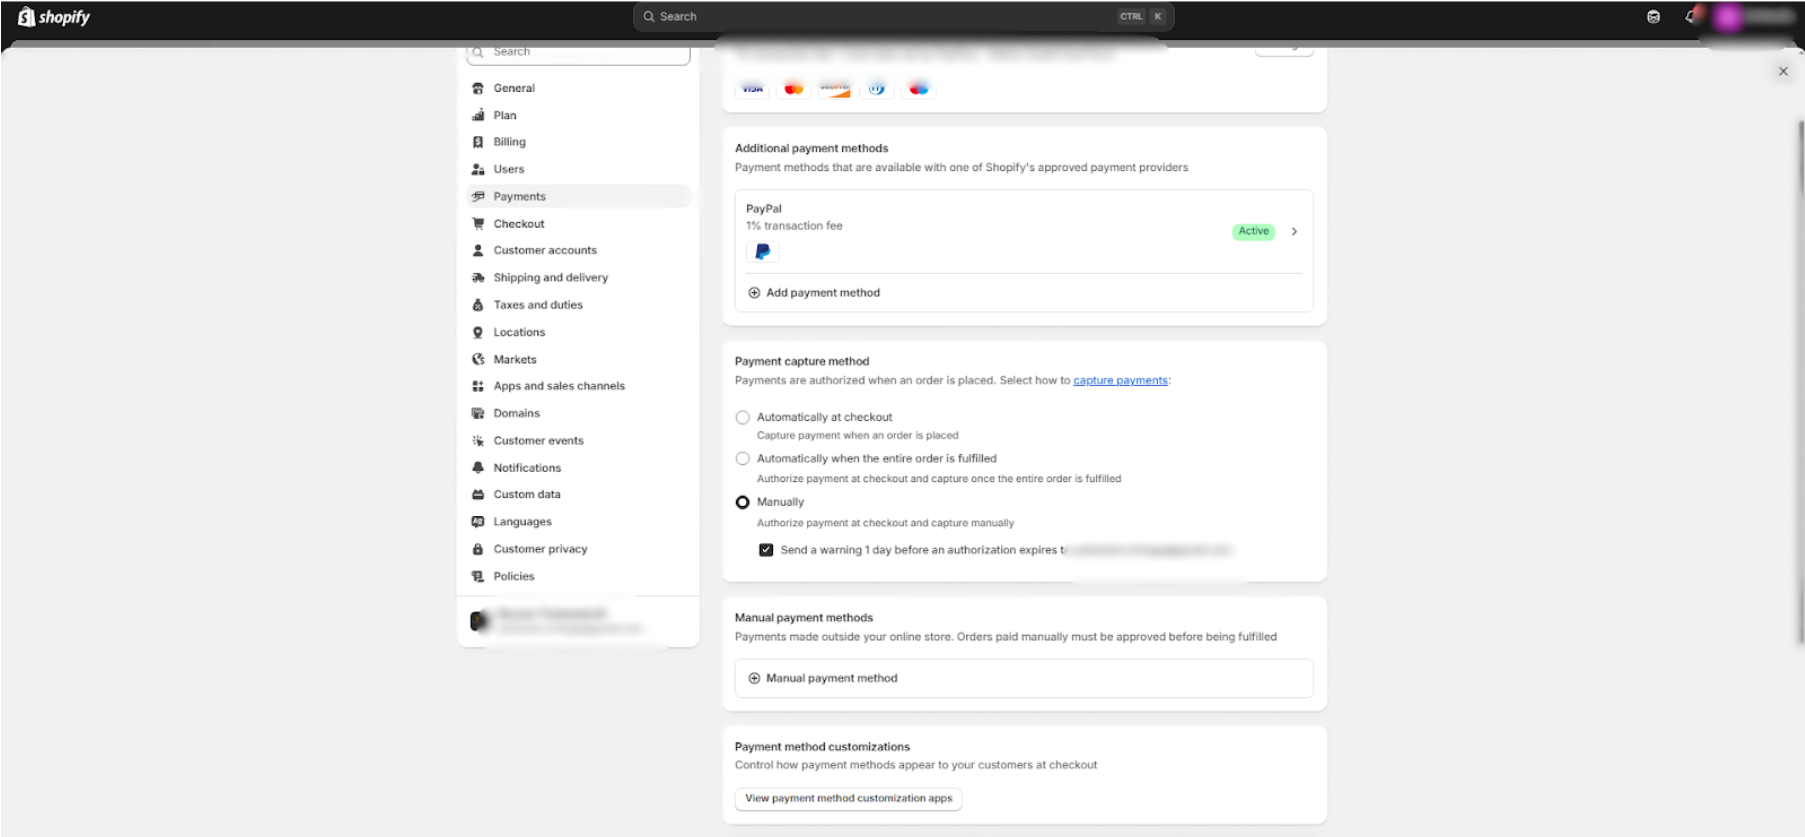 shopify
Search
CTRL K
Search
General
Plan
Billing
Users
Payments
Checkout
Customer accounts
Shipping and delivery
Taxes and duties
Locations
Markets
Apps and sales channels
Domains
Customer events
Notifications
Custom data
Languages
Customer privacy
Policies
VISA
Additional payment methods
Payment methods that are available with one of Shopify's approved payment providers
PayPal
1% transaction fee
Active
Add payment method
Payment capture method
Payments are authorized when an order is placed. Select how to capture payments:
Automatically at checkout
Capture payment when an order is placed
Automatically when the entire order is fulfilled
Authorize payment at checkout and capture once the entire order is fulfilled
Manually
Authorize payment at checkout and capture manually
Send a warning 1 day before an authorization expires
Manual payment methods
Payments made outside your online store. Orders paid manually must be approved before being fulfilled
Manual payment method
Payment method customizations
Control how payment methods appear to your customers at checkout
View payment method customization apps